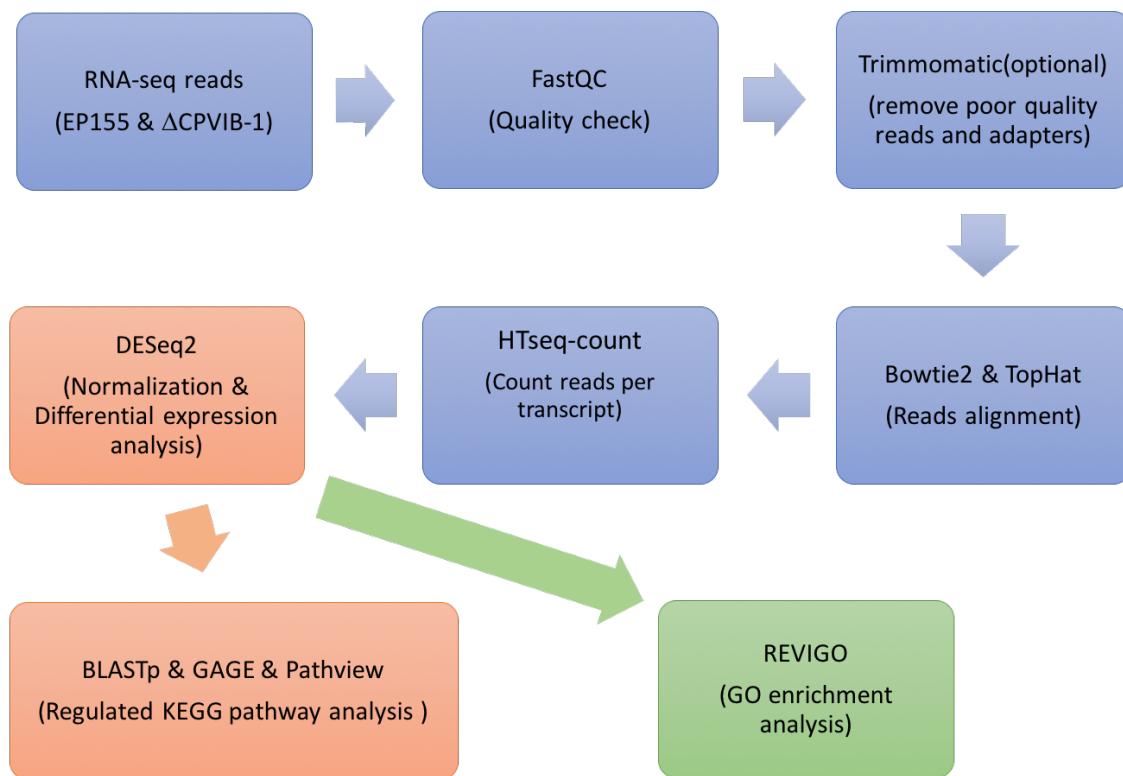 RNA-seq reads
(EP155 & ΔCPVIB-1)
FastQC
(Quality check)
Trimmomatic(optional)
(remove poor quality
reads and adapters)
DESeq2
(Normalization &
Differential expression
analysis)
HTseq-count
(Count reads per
transcript)
Bowtie2 & TopHat
(Reads alignment)
BLASTp & GAGE & Pathview
(Regulated KEGG pathway analysis )
REVIGO
(GO enrichment
analysis)